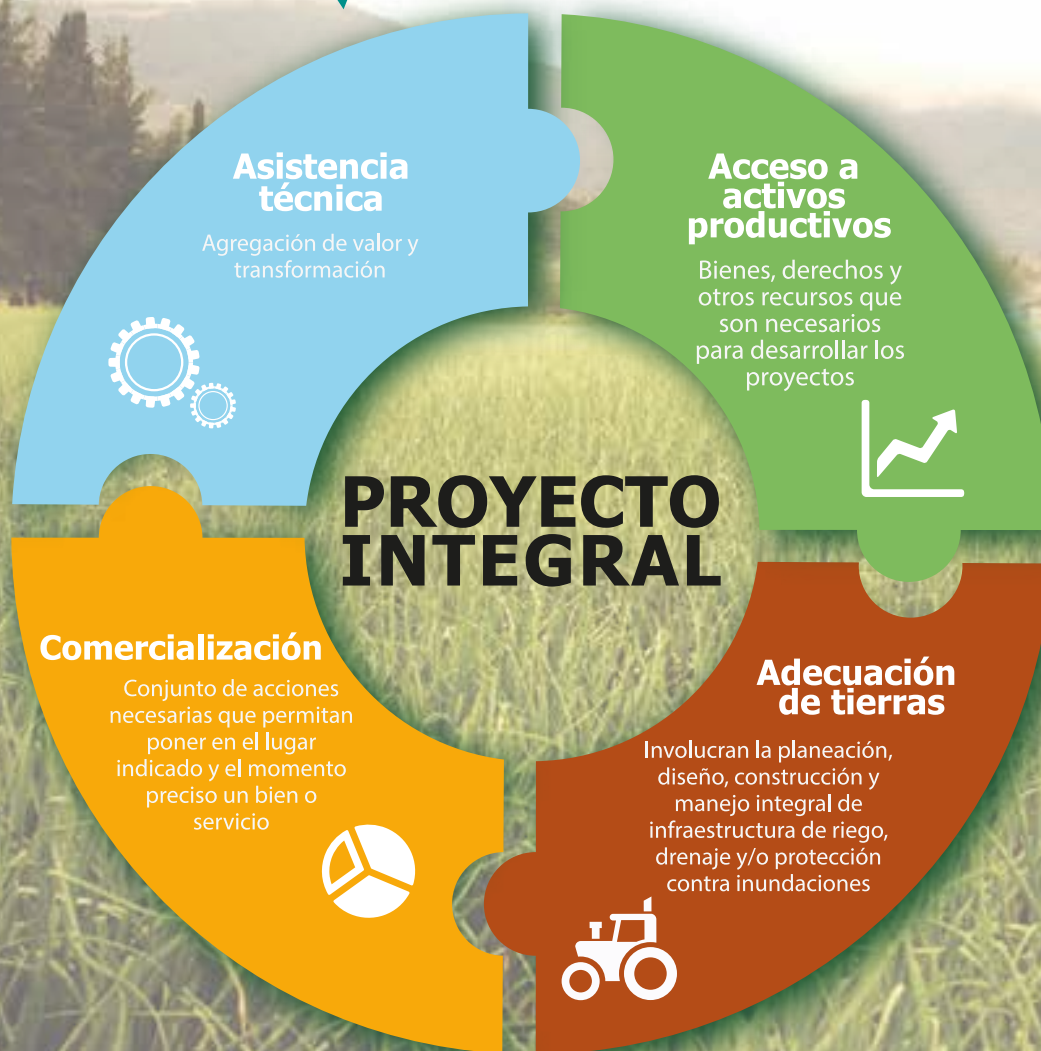 Asistencia
técnica
Agregación de valor y
transformación
Acceso a
activos
productivos
Bienes, derechos y
otros recursos que
son necesarios
para desarrollar los
proyectos
PROYECTO
INTEGRAL
Comercialización
Conjunto de acciones
necesarias que permitan
poner en el lugar
indicado y el momento
preciso un bien o
servicio
Adecuación
de tierras
Involucran la planeación,
diseño, construcción y
manejo integral de
infraestructura de riego,
drenaje y/o protección
contra inundaciones